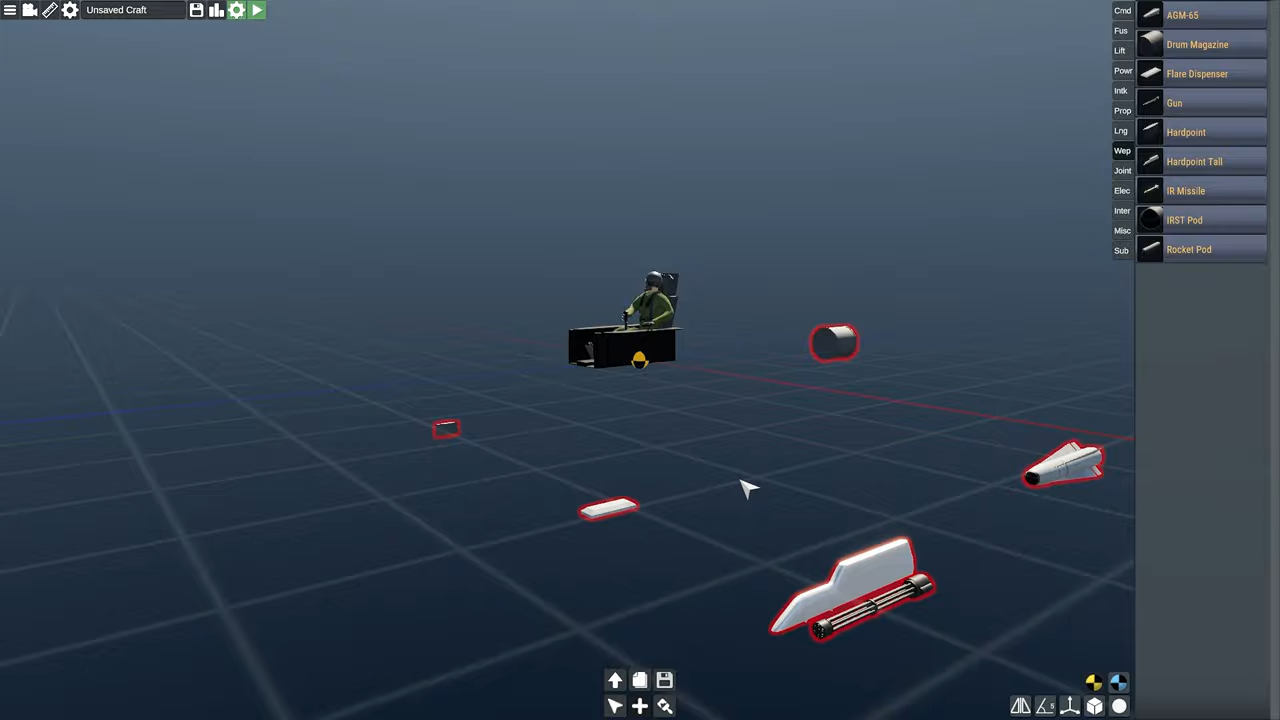 Unsaved Craft
Cmd
Fus
Lift
Powr
Intk
Prop
Lng
Wep
Joint
Elec
Inter
Misc
Sub
AGM-65
Drum Magazine
Flare Dispenser
Gun
Hardpoint
Hardpoint Tall
IR Missile
IRST Pod
Rocket Pod
5